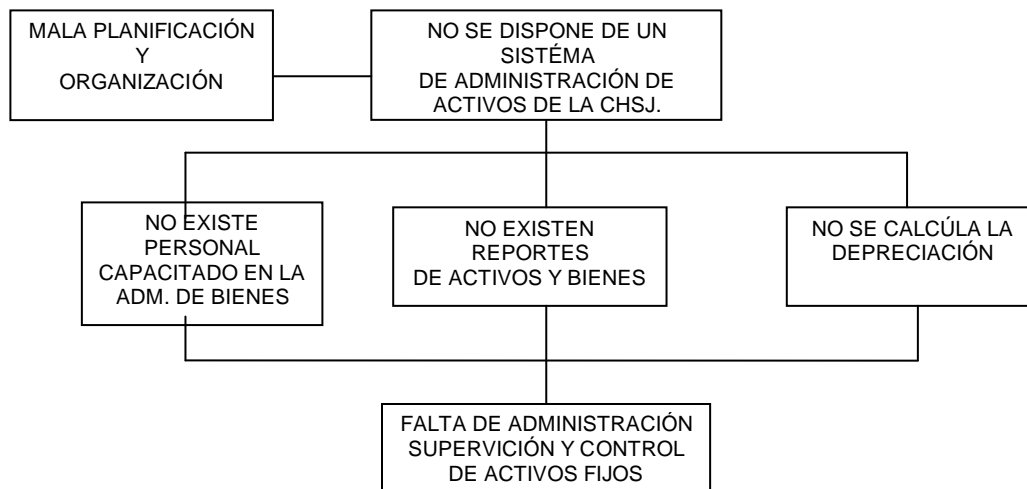 MALA PLANIFICACIÓN
Y
ORGANIZACIÓN
NO SE DISPONE DE UN
SISTÉMA
DE ADMINISTRACIÓN DE
ACTIVOS DE LA CHSJ.
NO EXISTE
PERSONAL
CAPACITADO EN LA
ADM. DE BIENES
NO EXISTEN
REPORTES
DE ACTIVOS Y BIENES
NO SE CALCÚLA LA
DEPRECIACIÓN
FALTA DE ADMINISTRACIÓN
SUPERVICIÓN Y CONTROL
DE ACTIVOS FIJOS